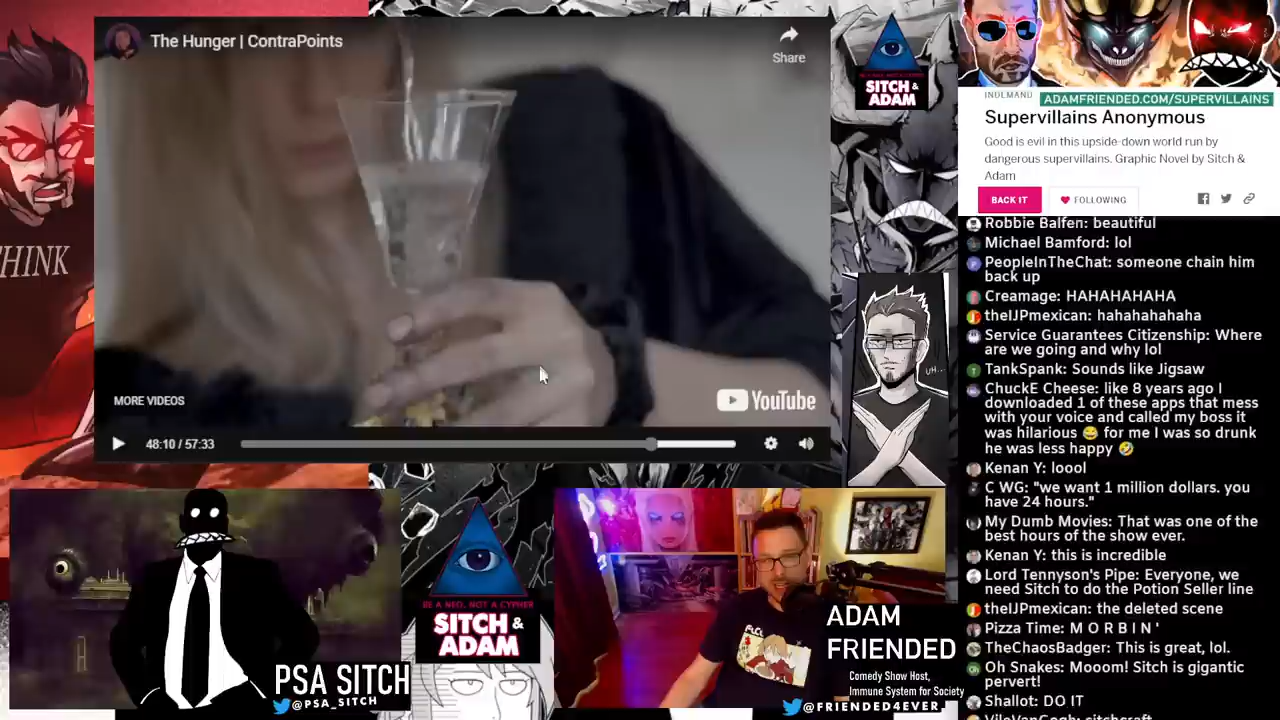 The Hunger | ContraPoints
Share
MORE VIDEOS
YouTube
48:10 / 57:33
THINK
SITCH &
ADAM
UH...
INDEMAND
ADAMFRIENDED.COM/SUPERVILLAINS
Supervillains Anonymous
Good is evil in this upside-down world run by
dangerous supervillains. Graphic Novel by Sitch &
Adam
BACK IT
FOLLOWING
Robbie Balfen: beautiful
Michael Bamford: lol
PeopleInTheChat: someone chain him
back up
Creamage: HAHAHAHAHA
theIJPmexican: hahahahahaha
Service Guarantees Citizenship: Where
are we going and why lol
TankSpank: Sounds like Jigsaw
ChuckE Cheese: like 8 years ago I
downloaded 1 of these apps that mess
with your voice and called my boss it
was hilarious 😂 for me I was so drunk
he was less happy 🤣
Kenan Y: loool
C WG: "we want 1 million dollars. you
have 24 hours."
My Dumb Movies: That was one of the
best hours of the show ever.
Kenan Y: this is incredible
Lord Tennyson's Pipe: Everyone, we
need Sitch to do the Potion Seller line
theIJPmexican: the deleted scene
Pizza Time: M O R B I N '
TheChaosBadger: This is great, lol.
Oh Snakes: Mooom! Sitch is gigantic
pervert!
Shallot: DO IT
PSA SITCH
@PSA_SITCH
BE A NEO, NOT A CYPHER
SITCH &
ADAM
ADAM
FRIENDED
Comedy Show Host,
Immune System for Society
@FRIENDED4EVER